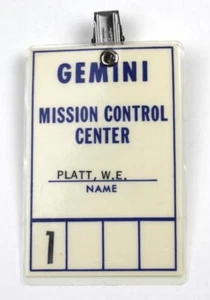 GEMINI
MISSION CONTROL
CENTER
PLATT, W.E.
NAME
1